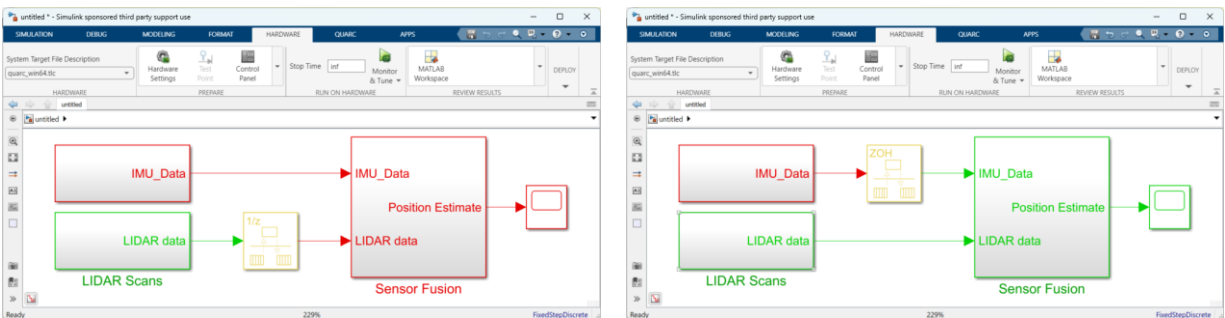 untitled * - Simulink sponsored third party support use
SIMULATION DEBUG MODELING FORMAT HARDWARE QUARC APPS
System Target File Description
quarc_win64.tlc
Hardware Settings
Test Point
Control Panel
Stop Time inf
Monitor & Tune
MATLAB Workspace
DEPLOY
HARDWARE PREPARE RUN ON HARDWARE REVIEW RESULTS
untitled
untitled
IMU_Data
IMU_Data
Position Estimate
1/z
LIDAR data
LIDAR data
LIDAR Scans
Sensor Fusion
Ready 229% FixedStepDiscrete
untitled * - Simulink sponsored third party support use
SIMULATION DEBUG MODELING FORMAT HARDWARE QUARC APPS
System Target File Description
quarc_win64.tlc
Hardware Settings
Test Point
Control Panel
Stop Time inf
Monitor & Tune
MATLAB Workspace
DEPLOY
HARDWARE PREPARE RUN ON HARDWARE REVIEW RESULTS
untitled
untitled
ZOH
IMU_Data
IMU_Data
Position Estimate
LIDAR data
LIDAR data
LIDAR Scans
Sensor Fusion
Ready 229% FixedStepDiscrete